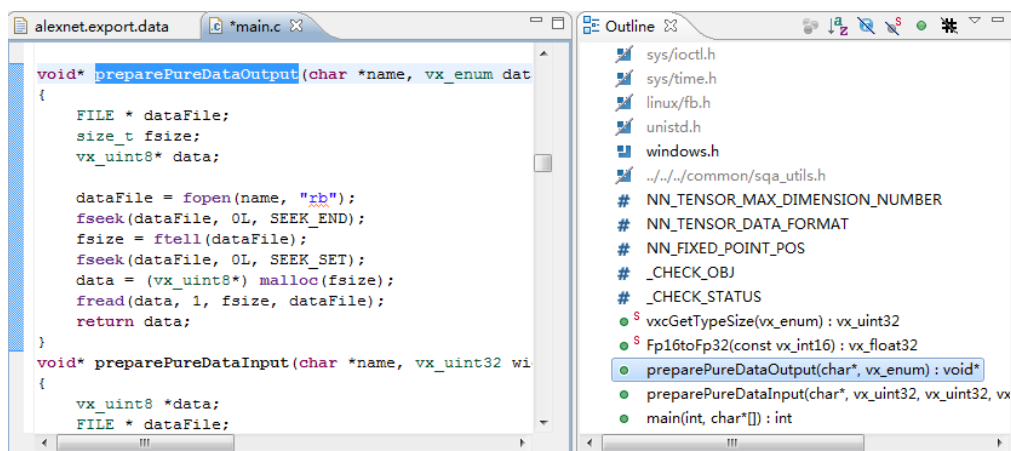 alexnet.export.data
*main.c
void* preparePureDataOutput(char *name, vx_enum dat
{
FILE * dataFile;
size_t fsize;
vx_uint8* data;
dataFile = fopen(name, "rb");
fseek(dataFile, 0L, SEEK_END);
fsize = ftell(dataFile);
fseek(dataFile, 0L, SEEK_SET);
data = (vx_uint8*) malloc(fsize);
fread(data, 1, fsize, dataFile);
return data;
}
void* preparePureDataInput(char *name, vx_uint32 wi
{
vx_uint8 *data;
FILE * dataFile;
Outline
sys/ioctl.h
sys/time.h
linux/fb.h
unistd.h
windows.h
../../../common/sqa_utils.h
# NN_TENSOR_MAX_DIMENSION_NUMBER
# NN_TENSOR_DATA_FORMAT
# NN_FIXED_POINT_POS
# _CHECK_OBJ
# _CHECK_STATUS
S vxcGetTypeSize(vx_enum) : vx_uint32
S Fp16toFp32(const vx_int16) : vx_float32
preparePureDataOutput(char*, vx_enum) : void*
preparePureDataInput(char*, vx_uint32, vx_uint32, vx
main(int, char*[]) : int